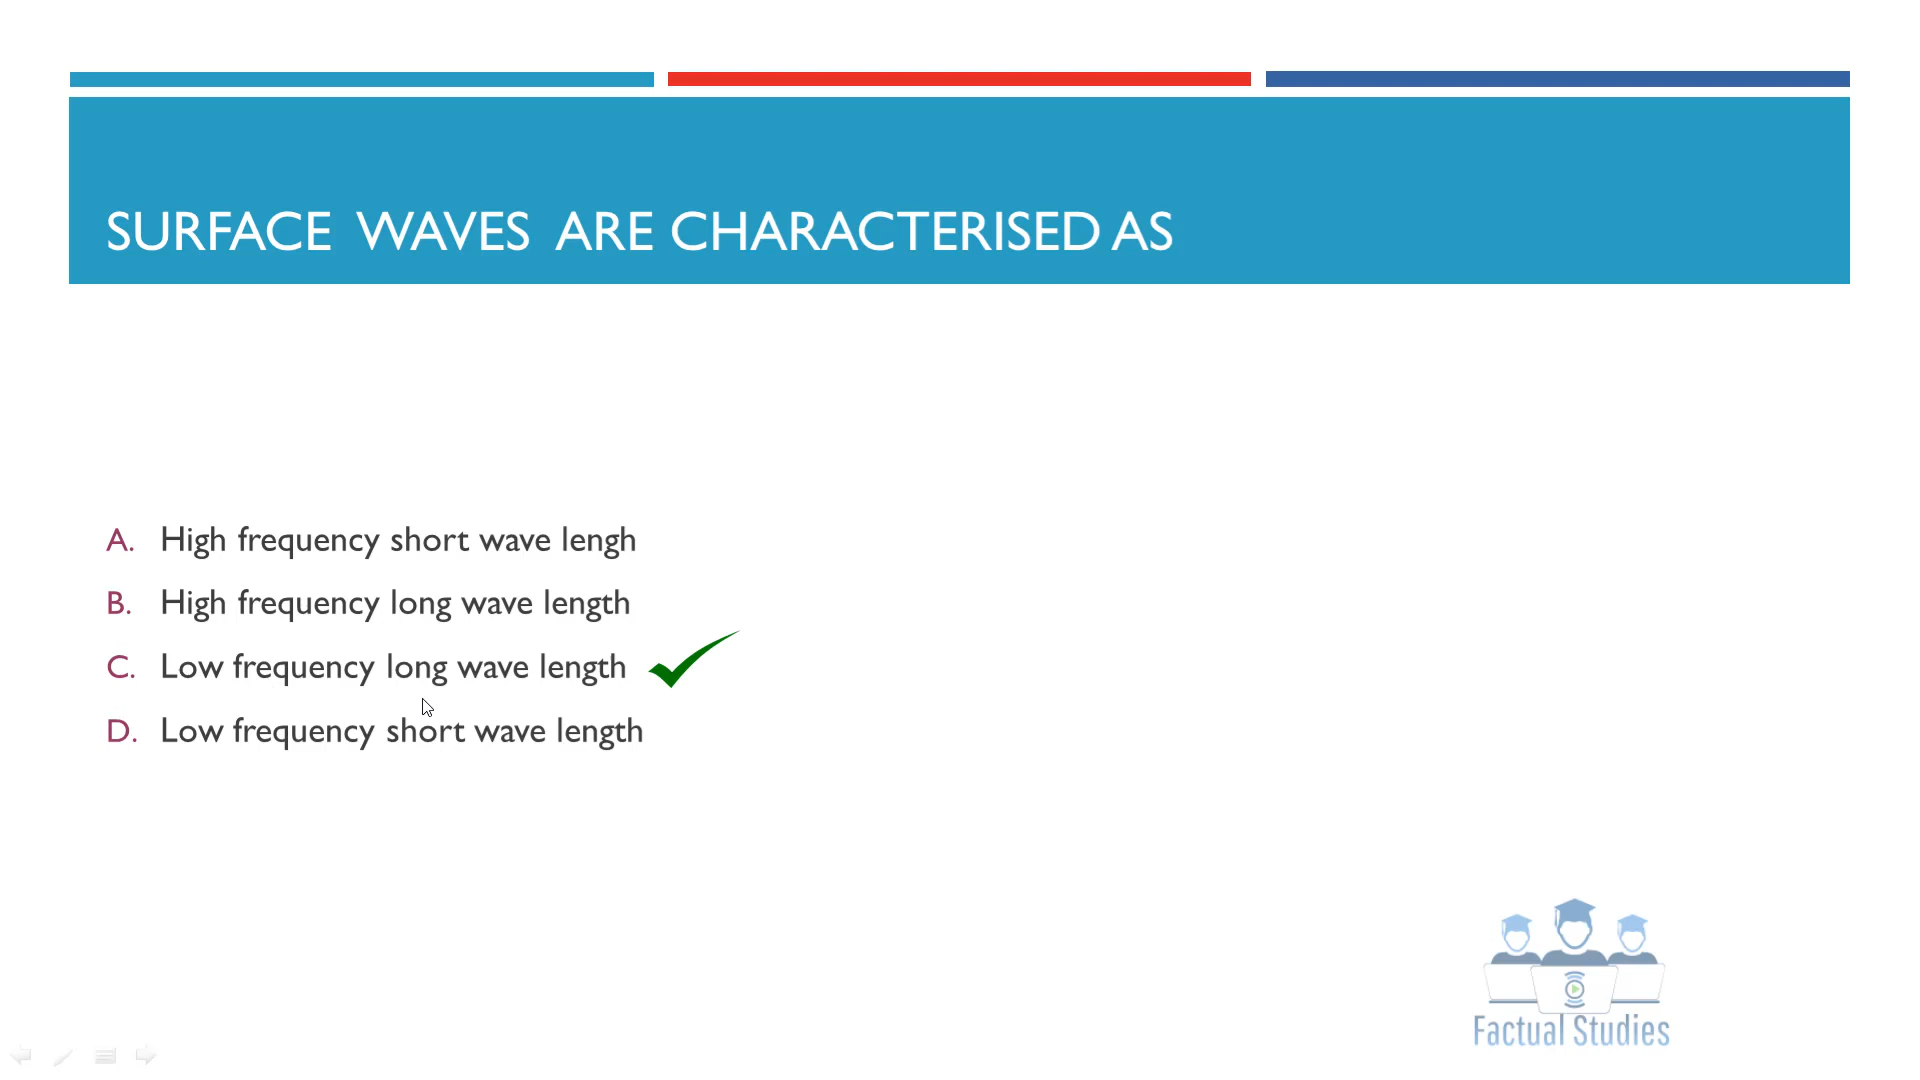 SURFACE WAVES ARE CHARACTERISED AS
A. High frequency short wave lengh
B. High frequency long wave length
C. Low frequency long wave length
D. Low frequency short wave length
Factual Studies